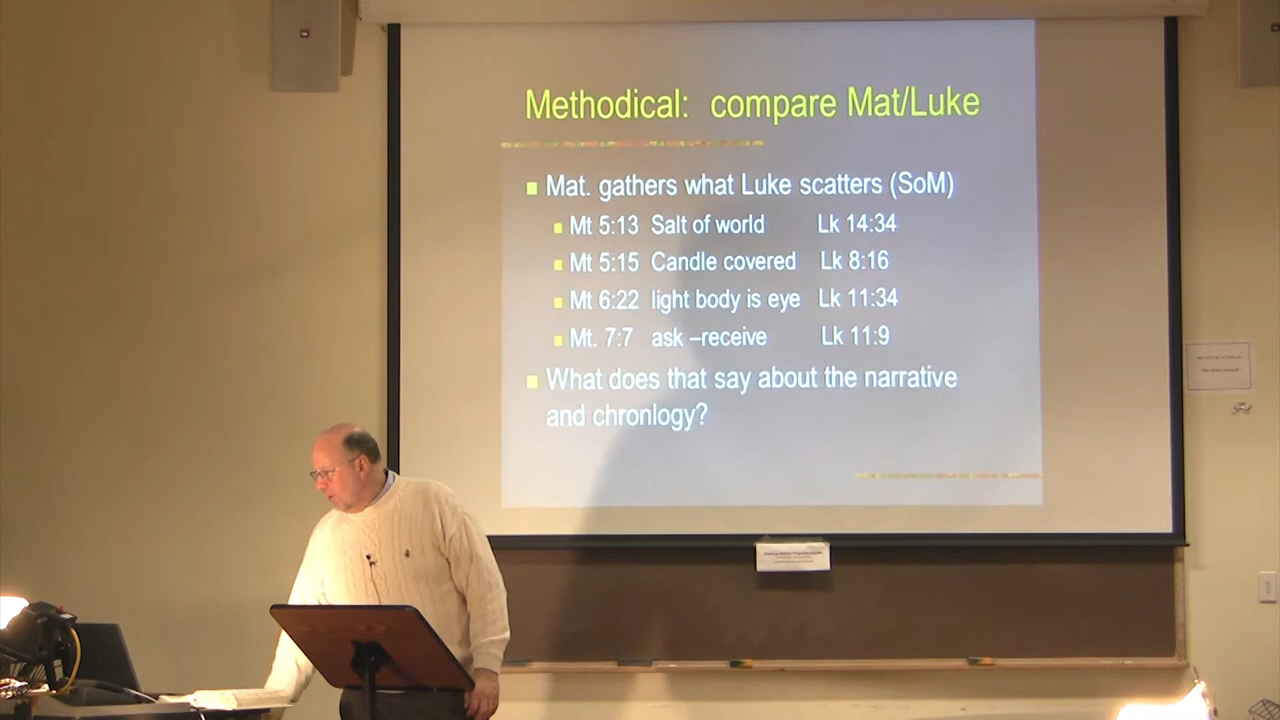 Methodical: compare Mat/Luke
Mat. gathers what Luke scatters (SoM)
Mt 5:13 Salt of world Lk 14:34
Mt 5:15 Candle covered Lk 8:16
Mt 6:22 light body is eye Lk 11:34
Mt. 7:7 ask –receive Lk 11:9
What does that say about the narrative
and chronlogy?